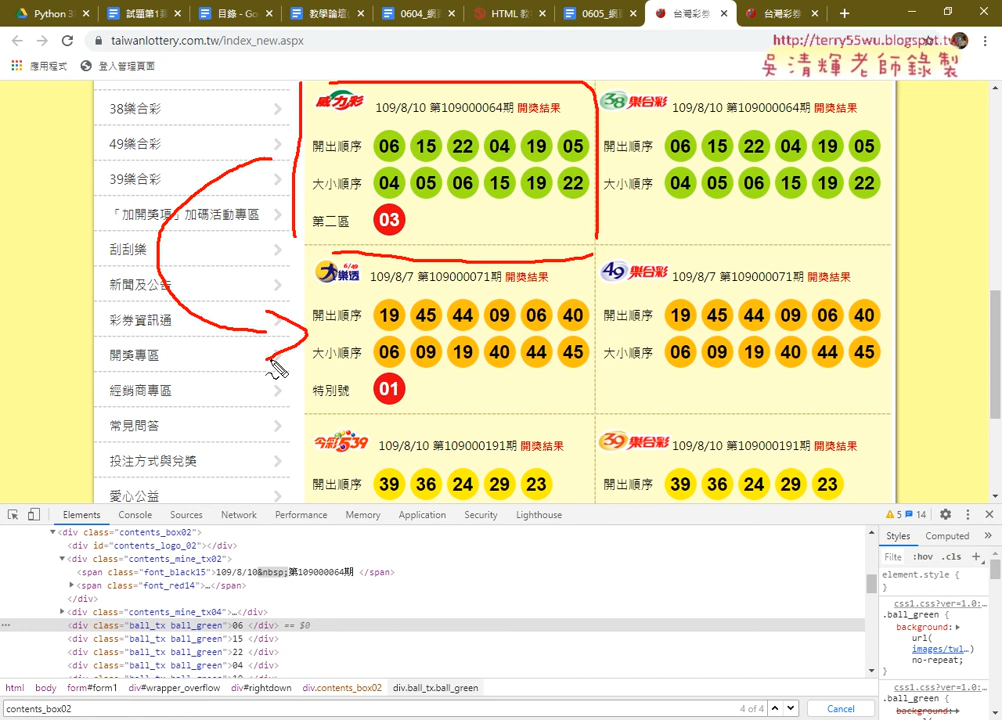 Python 3
試題第1題
目錄 - Go
教學論壇(
0604_網
HTML 教
0605_網
台灣彩券
台灣彩券
taiwanlottery.com.tw/index_new.aspx
http://terry55wu.blogspot.tw
應用程式
登入管理頁面
吳清輝老師錄製
38樂合彩
49樂合彩
39樂合彩
「加開獎項」加碼活動專區
刮刮樂
新聞及公告
彩券資訊通
開獎專區
經銷商專區
常見問答
投注方式與兌獎
愛心公益
威力彩 109/8/10 第109000064期 開獎結果
開出順序 06 15 22 04 19 05
大小順序 04 05 06 15 19 22
第二區 03
38樂合彩 109/8/10 第109000064期 開獎結果
開出順序 06 15 22 04 19 05
大小順序 04 05 06 15 19 22
6/49 大樂透 109/8/7 第109000071期 開獎結果
開出順序 19 45 44 09 06 40
大小順序 06 09 19 40 44 45
特別號 01
49樂合彩 109/8/7 第109000071期 開獎結果
開出順序 19 45 44 09 06 40
大小順序 06 09 19 40 44 45
今彩539 109/8/10 第109000191期 開獎結果
開出順序 39 36 24 29 23
39樂合彩 109/8/10 第109000191期 開獎結果
開出順序 39 36 24 29 23
Elements Console Sources Network Performance Memory Application Security Lighthouse 5 14
<div class="contents_box02">
<div id="contents_logo_02"></div>
<div class="contents_mine_tx02">
<span class="font_black15">109/8/10&nbsp;第109000064期 </span>
<span class="font_red14">…</span>
</div>
<div class="contents_mine_tx04">…</div>
<div class="ball_tx ball_green">06 </div> == $0
<div class="ball_tx ball_green">15 </div>
<div class="ball_tx ball_green">22 </div>
<div class="ball_tx ball_green">04 </div>
html body form#form1 div#wrapper_overflow div#rightdown div.contents_box02 div.ball_tx.ball_green
contents_box02 4 of 4 Cancel
Styles Computed »
Filte :hov .cls +
element.style {
}
css1.css?ver=1.0:…
.ball_green {
background:
url(
images/twl…)
no-repeat;
}
css1.css?ver=1.0:…
.ball_green {
background: